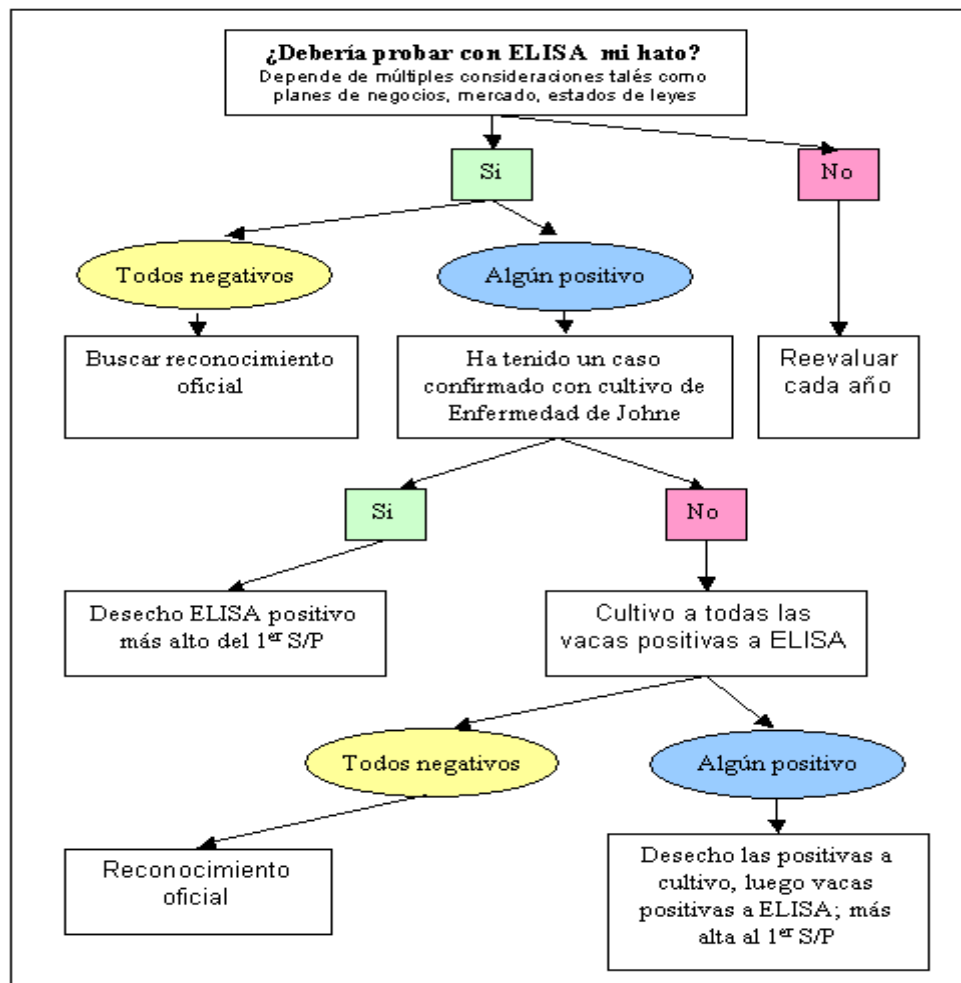 ¿Debería probar con ELISA mi hato?
Depende de múltiples consideraciones talés como
planes de negocios, mercado, estados de leyes
Si
No
Todos negativos
Algún positivo
Buscar reconocimiento
oficial
Ha tenido un caso
confirmado con cultivo de
Enfermedad de Johne
Reevaluar
cada año
Si
No
Desecho ELISA positivo
más alto del 1er S/P
Cultivo a todas las
vacas positivas a ELISA
Todos negativos
Algún positivo
Reconocimiento
oficial
Desecho las positivas a
cultivo, luego vacas
positivas a ELISA; más
alta al 1er S/P